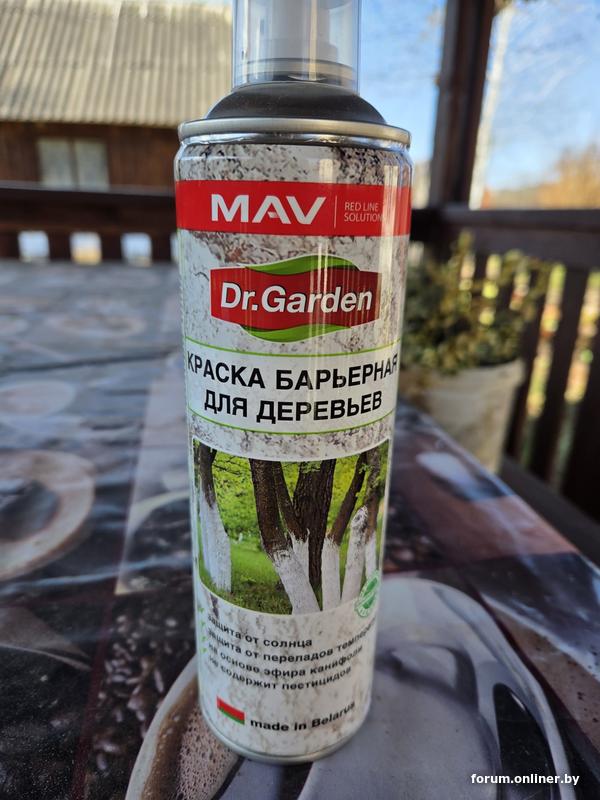 MAV
RED LINE
SOLUTION
Dr.Garden
КРАСКА БАРЬЕРНАЯ
ДЛЯ ДЕРЕВЬЕВ
защита от солнца
защита от перепадов
на основе эфира канифоли
не содержит пестицидов
made in Belarus
forum.onliner.by